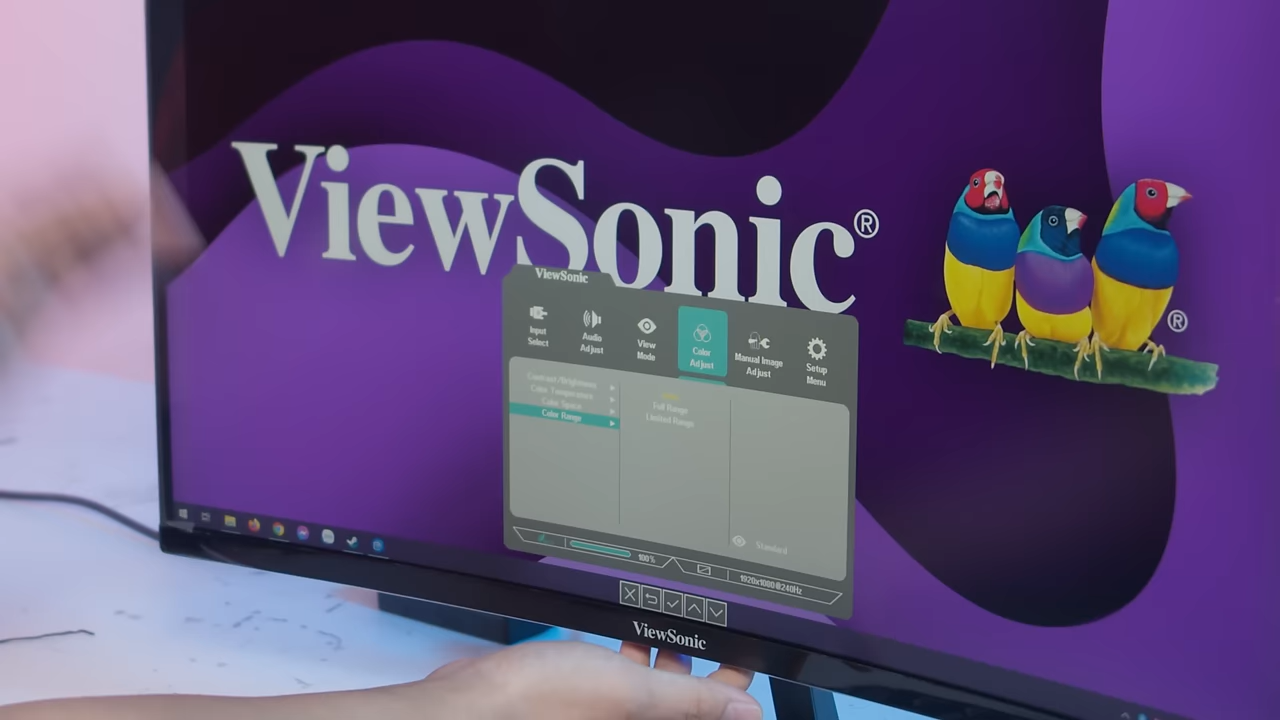 ViewSonic®
®
ViewSonic
Input
Select
Audio
Adjust
View
Mode
Color
Adjust
Manual Image
Adjust
Setup
Menu
Contrast/Brightness
Color Temperature
Color Space
Color Range
Full Range
Limited Range
Standard
100%
1920x1080@240Hz
ViewSonic